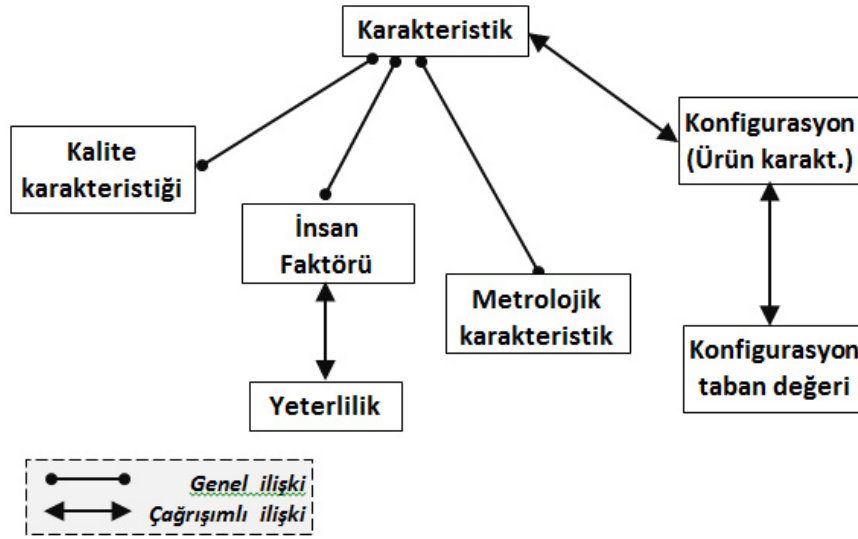 Karakteristik
Kalite
karakteristiği
Konfigurasyon
(Ürün karakt.)
İnsan
Faktörü
Metrolojik
karakteristik
Konfigurasyon
taban değeri
Yeterlilik
Genel ilişki
Çağrışımlı ilişki